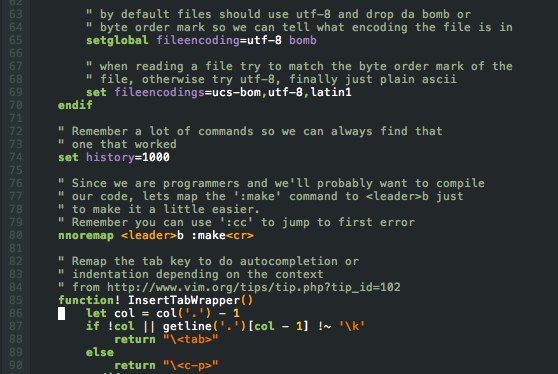 62
63 " by default files should use utf-8 and drop da bomb or
64 " byte order mark so we can tell what encoding the file is in
65 setglobal fileencoding=utf-8 bomb
66
67 " when reading a file try to match the byte order mark of the
68 " file, otherwise try utf-8, finally just plain ascii
69 set fileencodings=ucs-bom,utf-8,latin1
70 endif
71
72 " Remember a lot of commands so we can always find that
73 " one that worked
74 set history=1000
75
76 " Since we are programmers and we'll probably want to compile
77 " our code, lets map the ':make' command to <leader>b just
78 " to make it a little easier.
79 " Remember you can use ':cc' to jump to first error
80 nnoremap <leader>b :make<cr>
81
82 " Remap the tab key to do autocompletion or
83 " indentation depending on the context
84 " from http://www.vim.org/tips/tip.php?tip_id=102
85 function! InsertTabWrapper()
86 let col = col('.') - 1
87 if !col || getline('.')[col - 1] !~ '\k'
88 return "\<tab>"
89 else
90 return "\<c-p>"